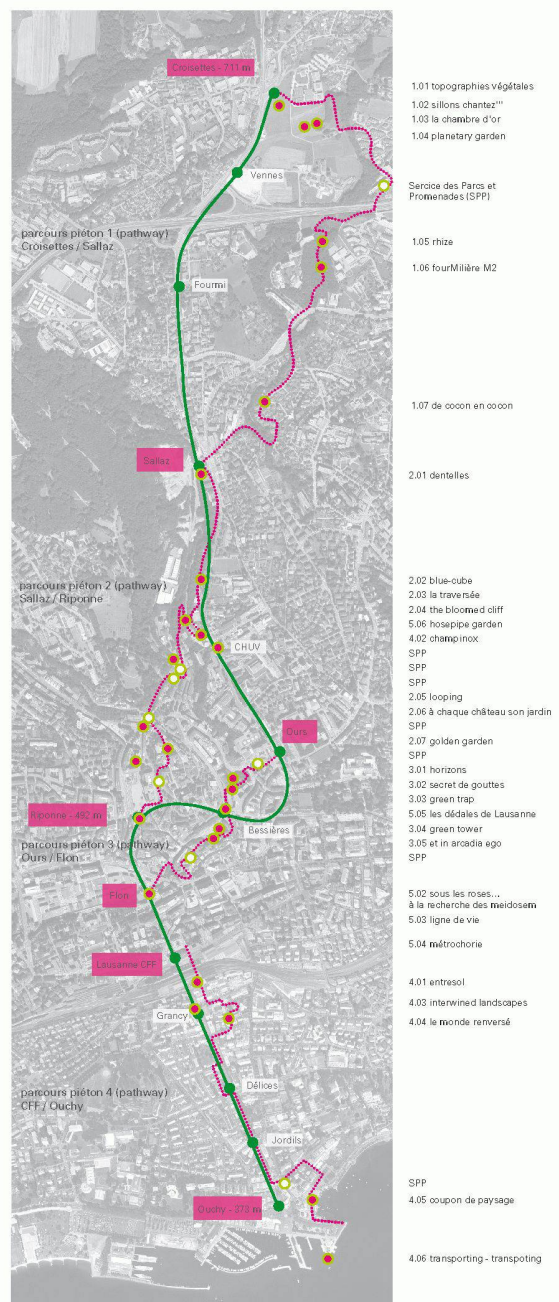 Croisettes - 711 m
1.01 topographies végétales
1.02 sillons chantez'''
1.03 la chambre d'or
1.04 planetary garden
Vennes
Sercice des Parcs et
Promenades (SPP)
parcours piéton 1 (pathway)
Croisettes / Sallaz
1.05 rhize
1.06 fourMilière M2
Fourmi
1.07 de cocon en cocon
Sallaz
2.01 dentelles
parcours piéton 2 (pathway)
Sallaz / Riponne
2.02 blue-cube
2.03 la traversée
2.04 the bloomed cliff
5.06 hosepipe garden
4.02 champinox
CHUV
SPP
SPP
SPP
2.05 looping
2.06 à chaque château son jardin
SPP
Ours
2.07 golden garden
SPP
3.01 horizons
3.02 secret de gouttes
3.03 green trap
Riponne - 492 m
5.05 les dédales de Lausanne
Bessières
3.04 green tower
parcours piéton 3 (pathway)
Ours / Flon
3.05 et in arcadia ego
SPP
Flon
5.02 sous les roses...
à la recherche des meidosem
5.03 ligne de vie
5.04 métrochorie
Lausanne CFF
4.01 entresol
Grancy
4.03 interwined landscapes
4.04 le monde renversé
Délices
parcours piéton 4 (pathway)
CFF / Ouchy
Jordils
SPP
4.05 coupon de paysage
Ouchy - 373 m
4.06 transporting - transpoting